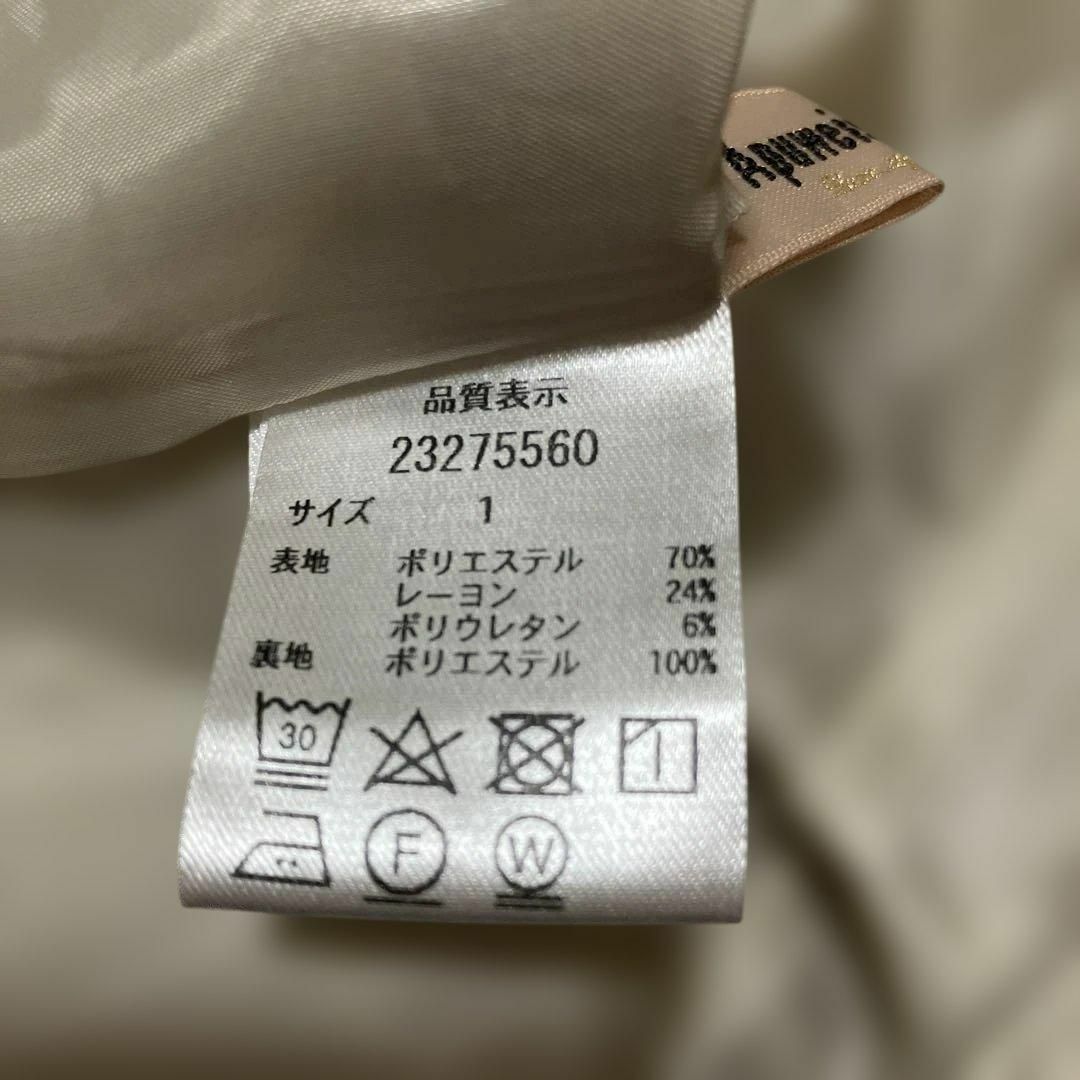 品質表示
23275560
サイズ 1
表地 ポリエステル 70%
レーヨン 24%
ポリウレタン 6%
裏地 ポリエステル 100%
30
F
W